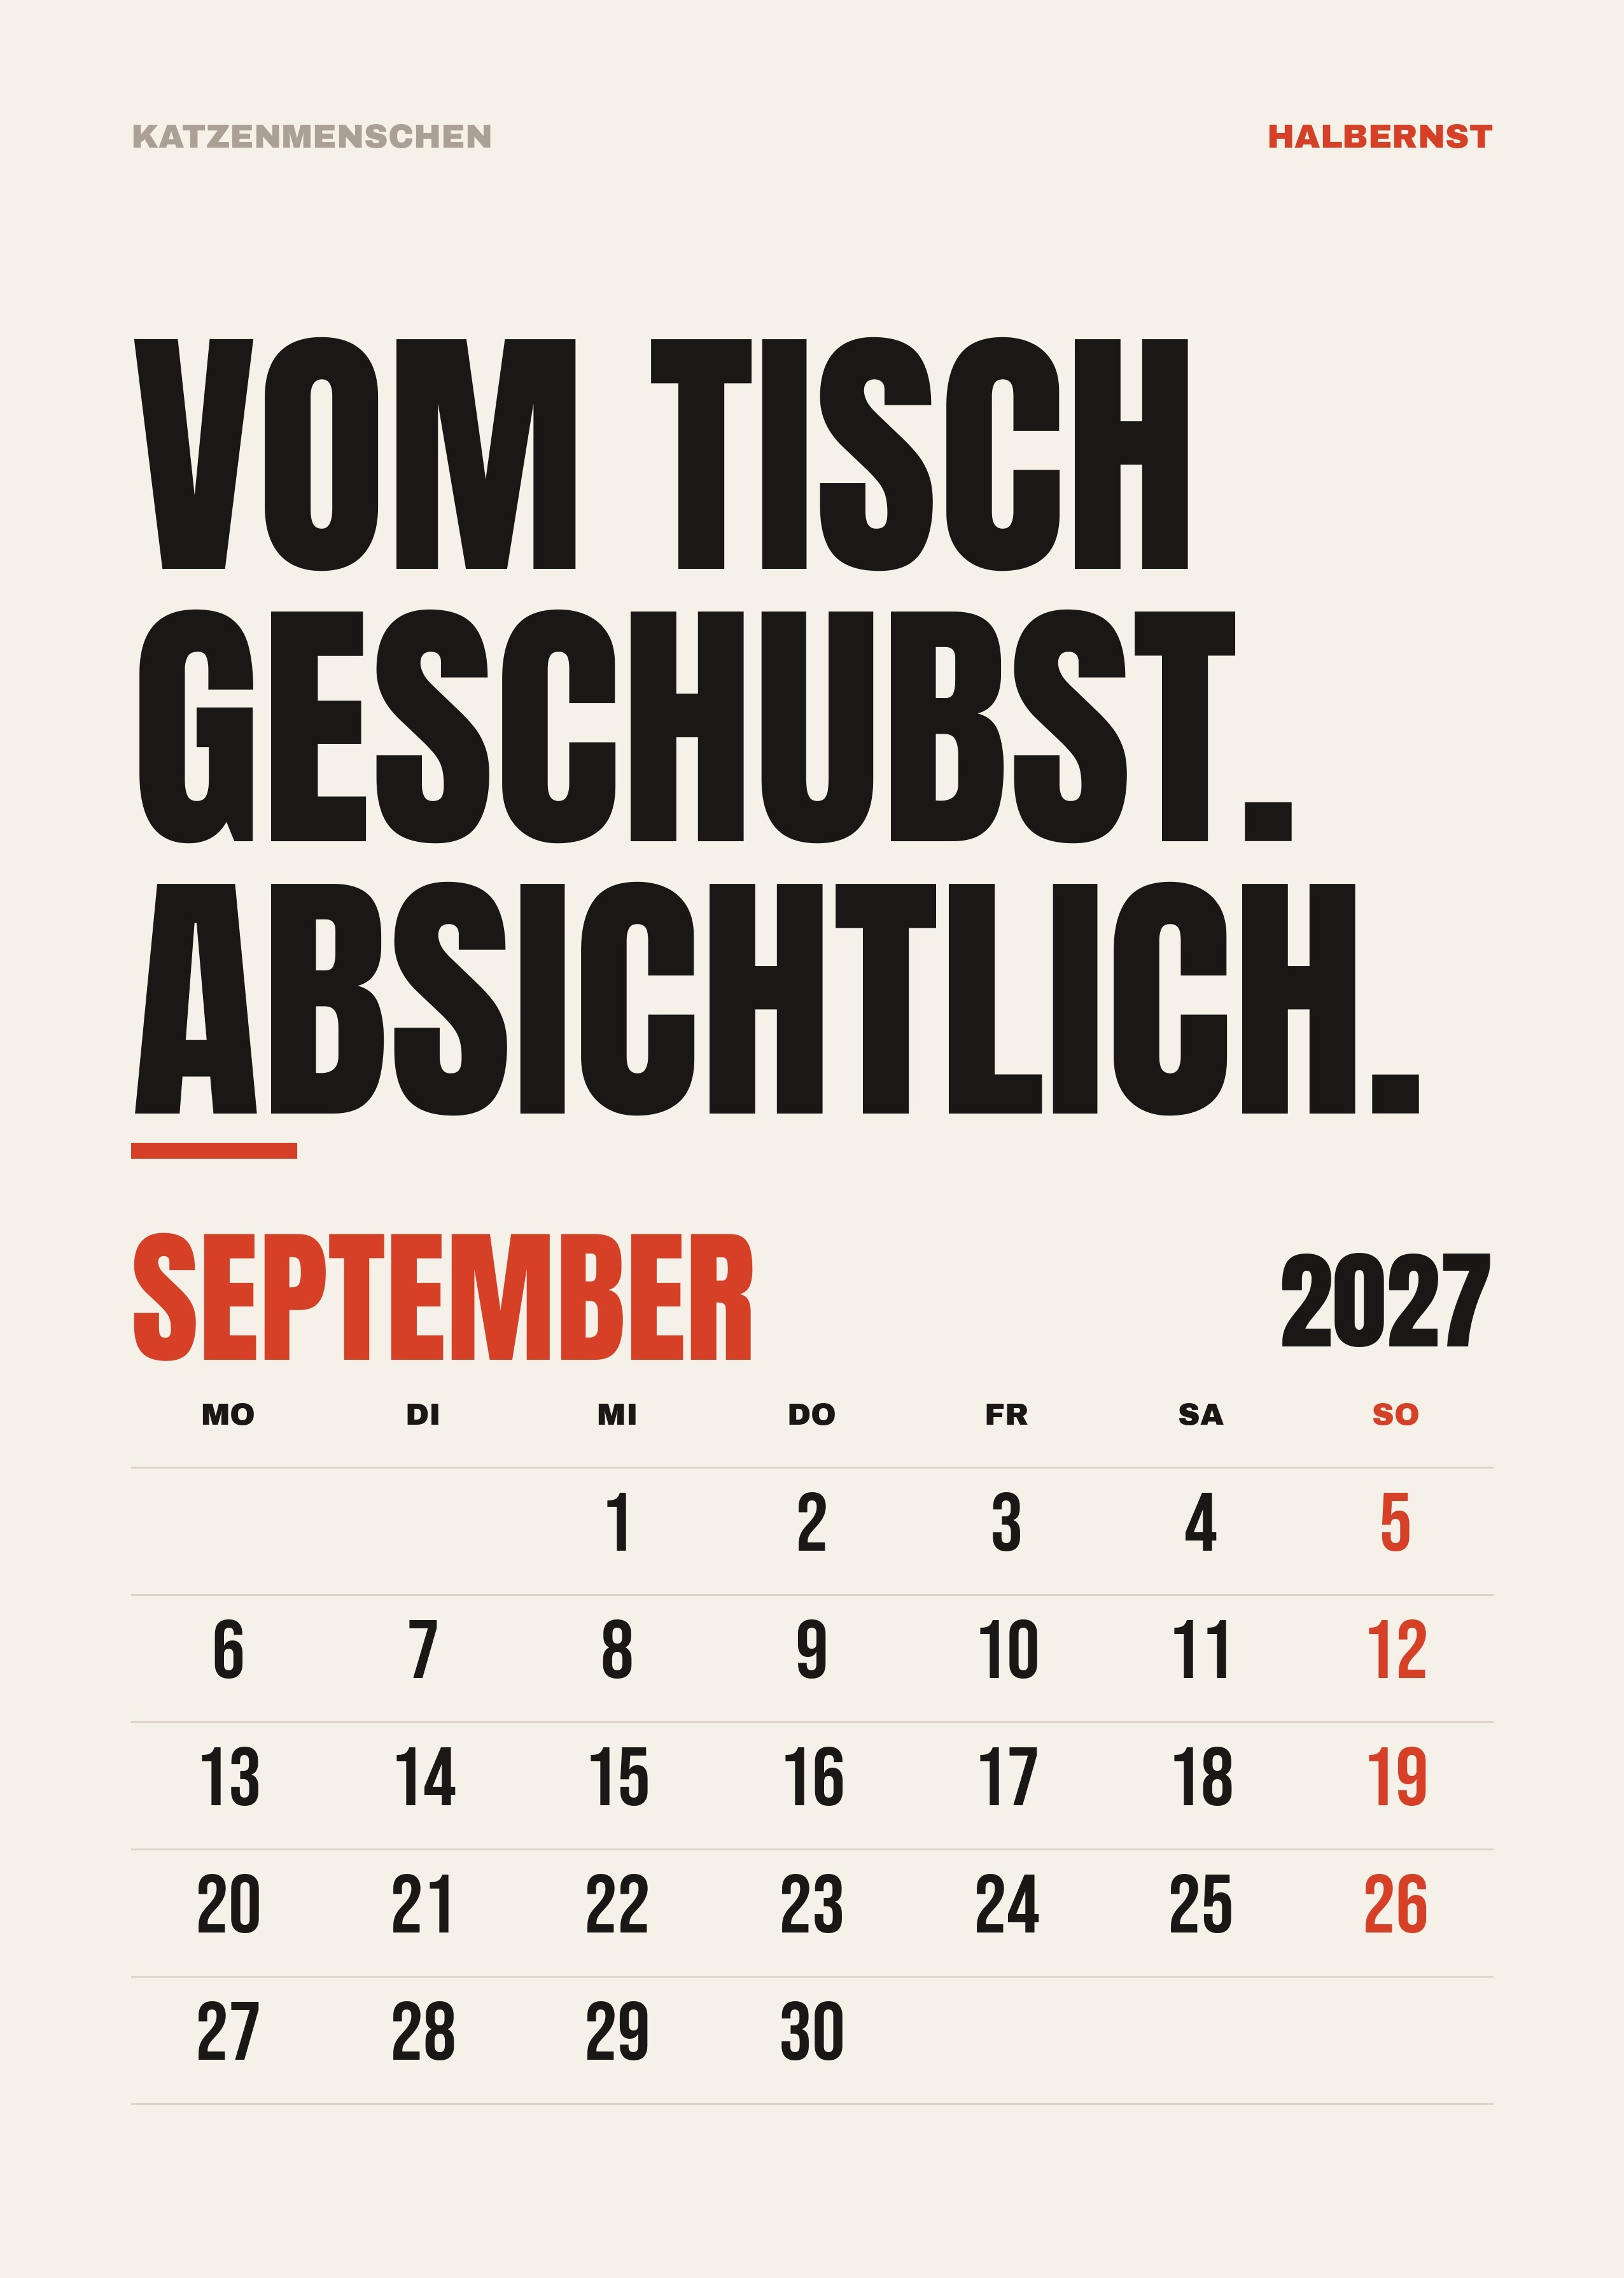 KATZENMENSCHEN HALBERNST
VOM TISCH
GESCHUBST.
ABSICHTLICH.
SEPTEMBER 2027
MO DI MI DO FR SA SO
1 2 3 4 5
6 7 8 9 10 11 12
13 14 15 16 17 18 19
20 21 22 23 24 25 26
27 28 29 30